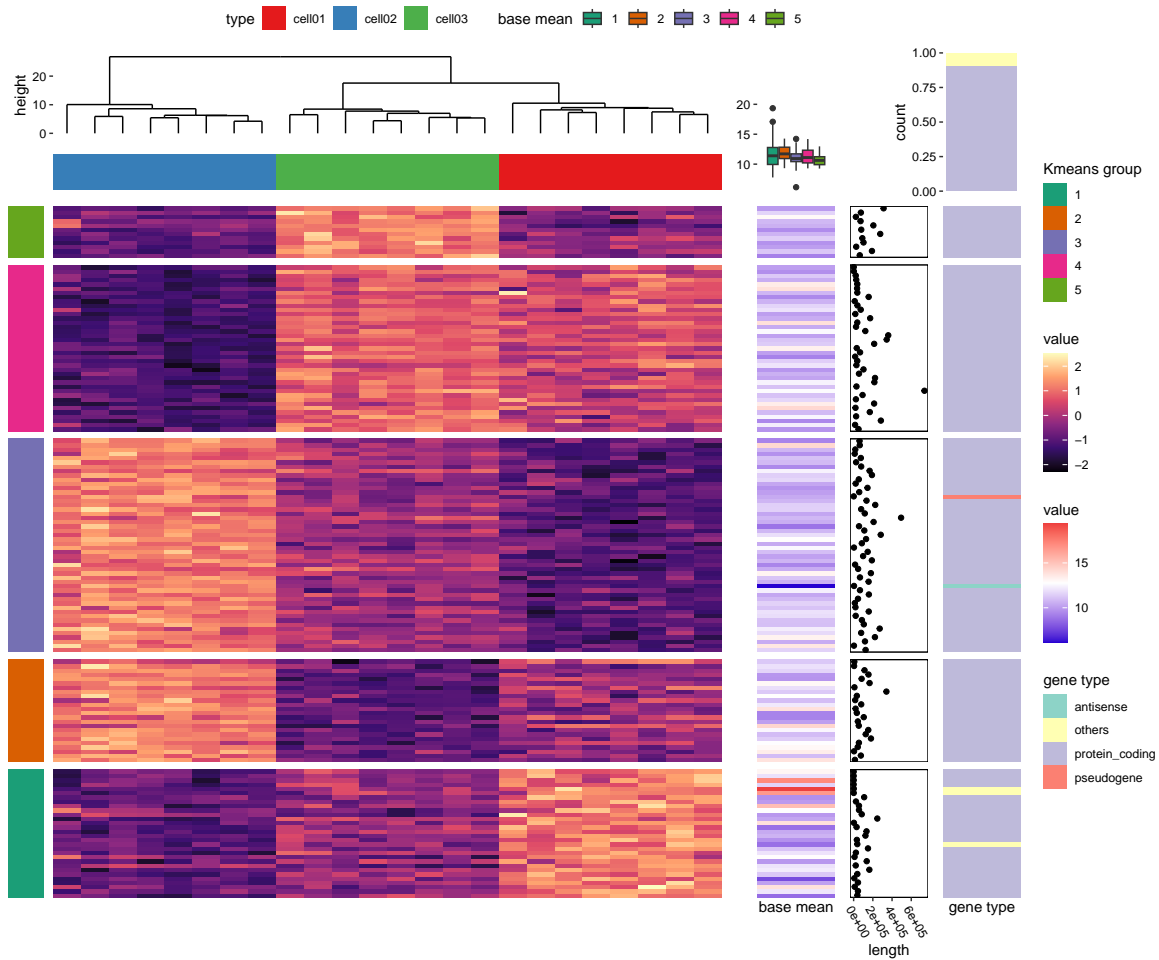 type cell01 cell02 cell03 base mean 1 2 3 4 5
height
20
10
0
20
15
10
count
1.00
0.75
0.50
0.25
0.00
Kmeans group
1
2
3
4
5
value
2
1
0
−1
−2
value
15
10
gene type
antisense
others
protein_coding
pseudogene
base mean
0e+00
2e+05
4e+05
6e+05
length
gene type